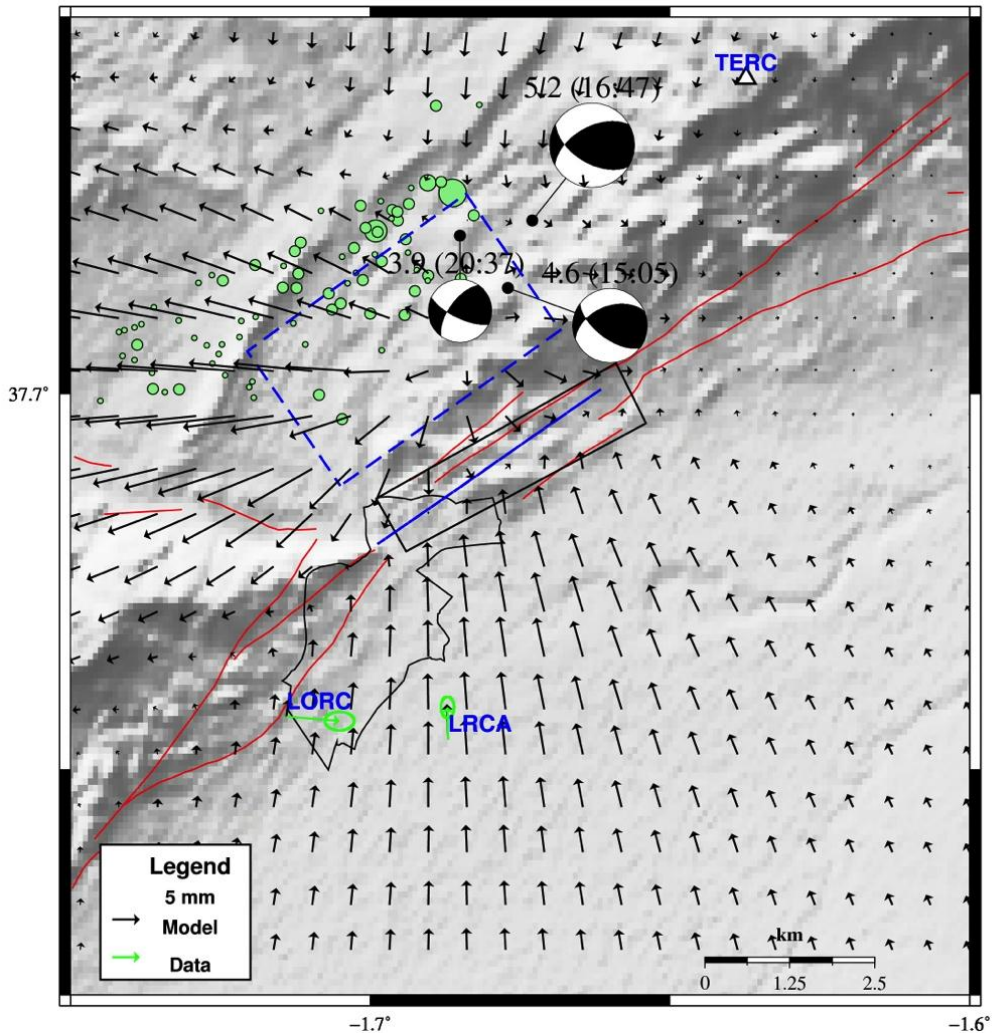 TERC
5.2 (16:47)
3.9 (20:37)
4.6 (15:05)
37.7°
LORC
LRCA
Legend
5 mm
Model
Data
km
0 1.25 2.5
−1.7° −1.6°